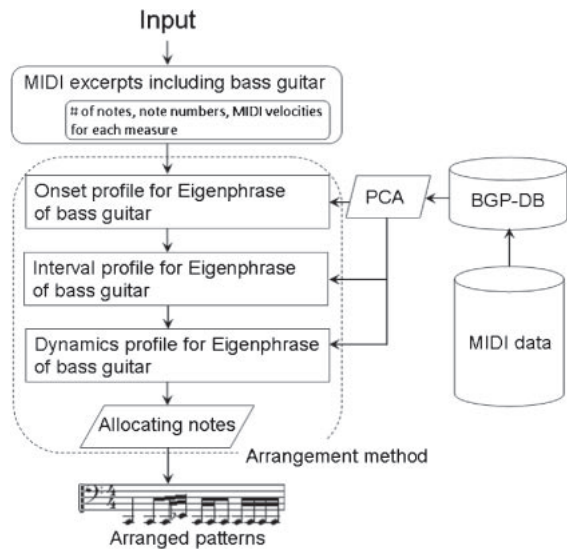 Input
MIDI excerpts including bass guitar
# of notes, note numbers, MIDI velocities
for each measure
Onset profile for Eigenphrase
of bass guitar
PCA
BGP-DB
Interval profile for Eigenphrase
of bass guitar
MIDI data
Dynamics profile for Eigenphrase
of bass guitar
Allocating notes
Arrangement method
4
4
Arranged patterns